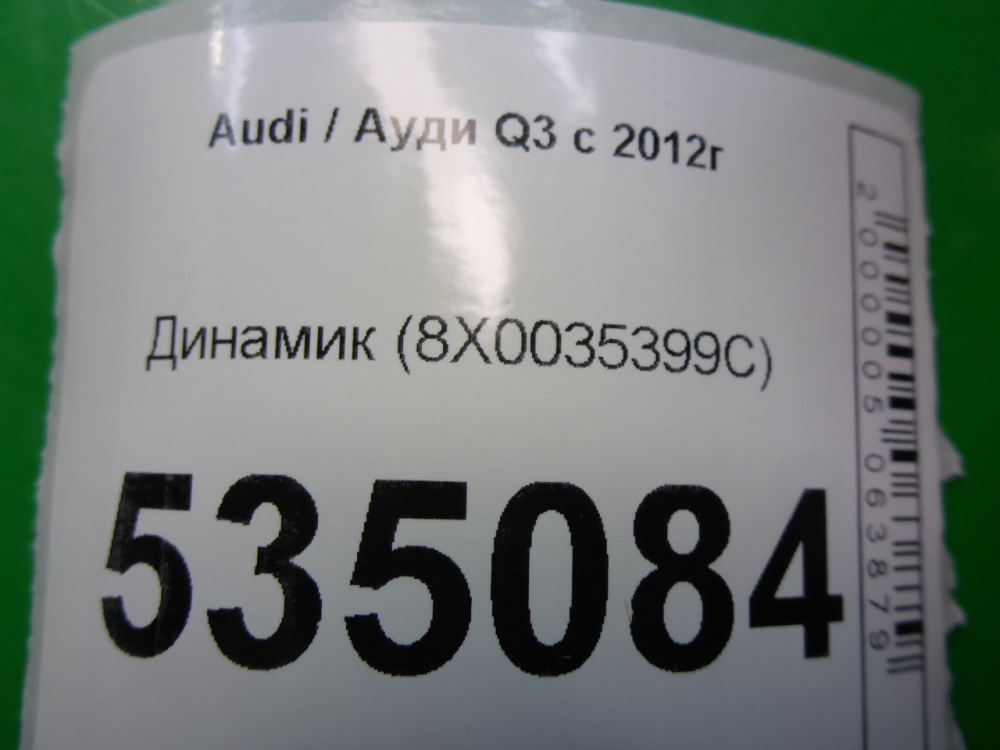 Audi / Ауди Q3 с 2012г
Динамик (8X0035399C)
535084
2000005063879